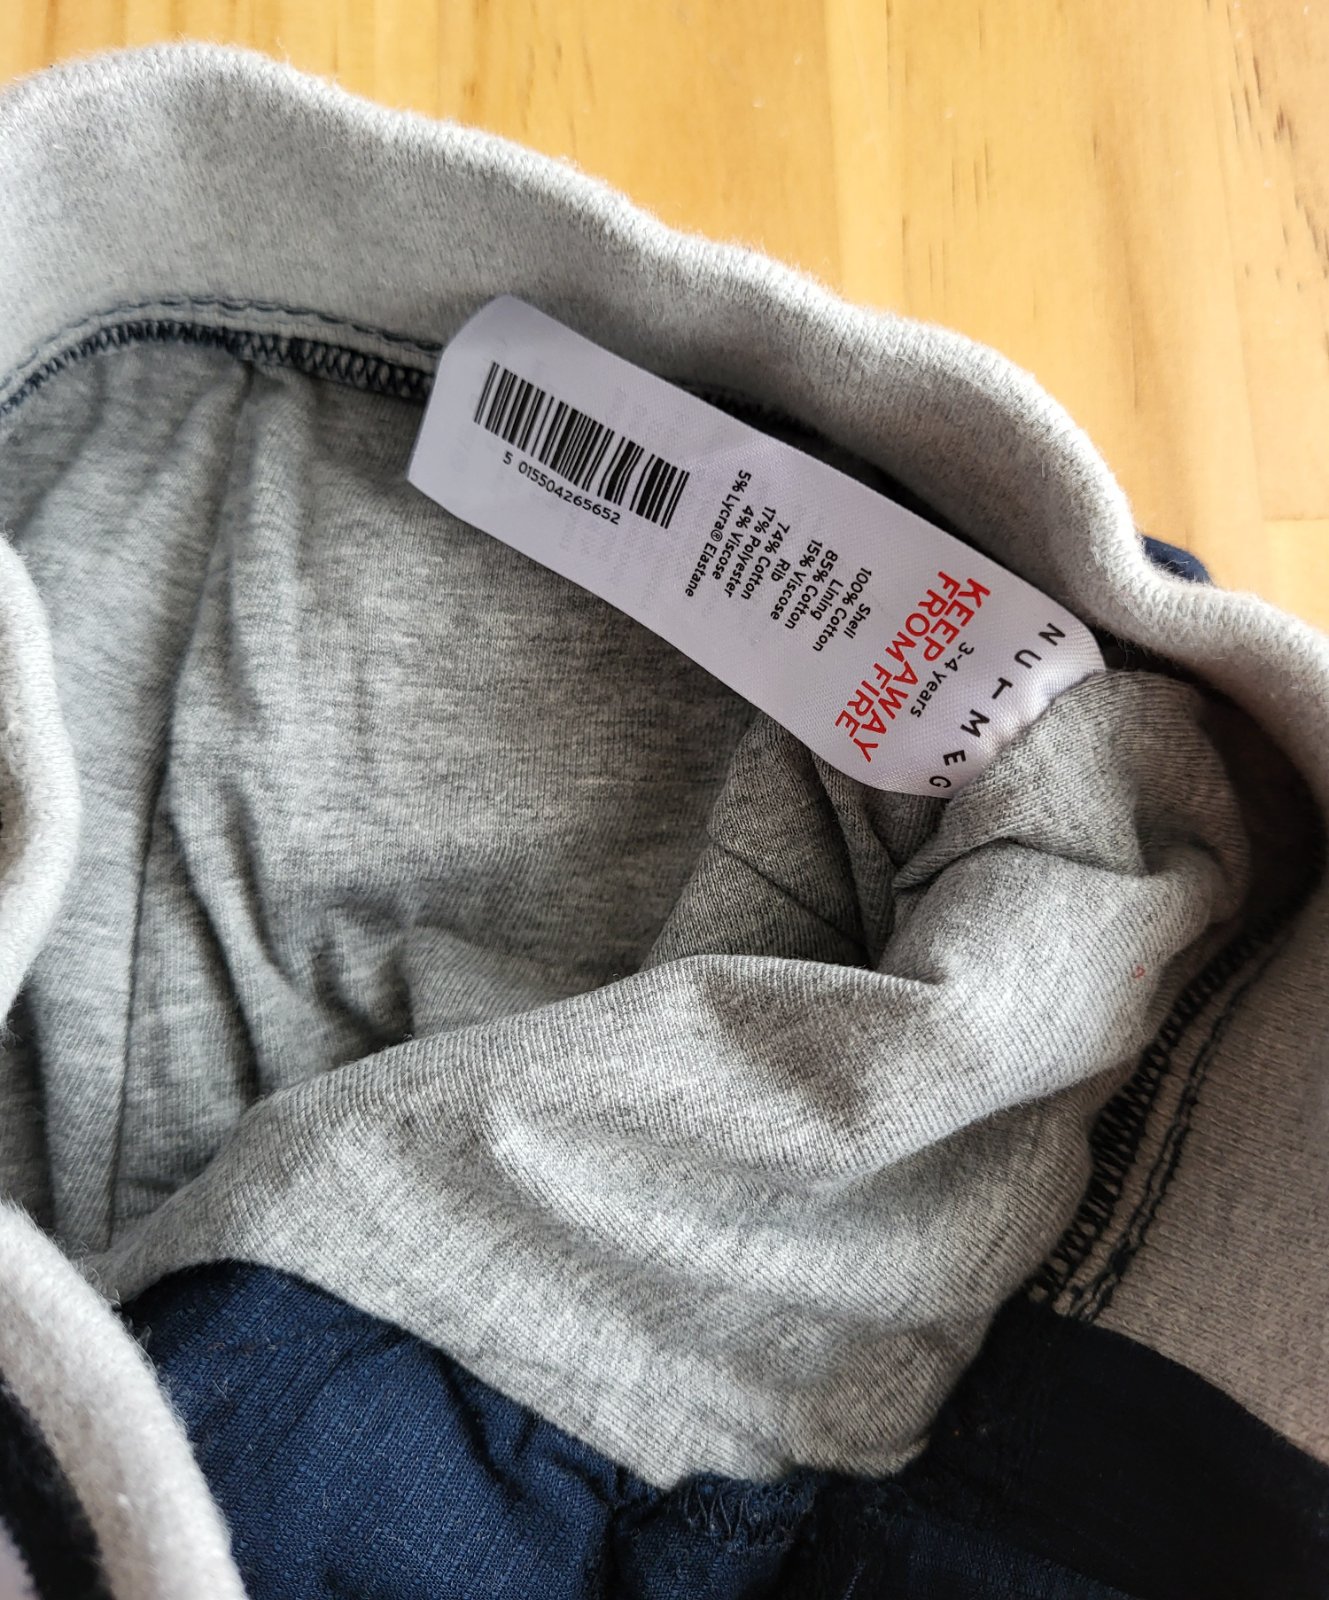 NUTMEG
3-4 years
KEEP AWAY
FROM FIRE
Shell
100% Cotton
Lining
85% Cotton
15% Viscose
Rib
74% Cotton
17% Polyester
4% Viscose
5% Lycra® Elastane
5 015504265652